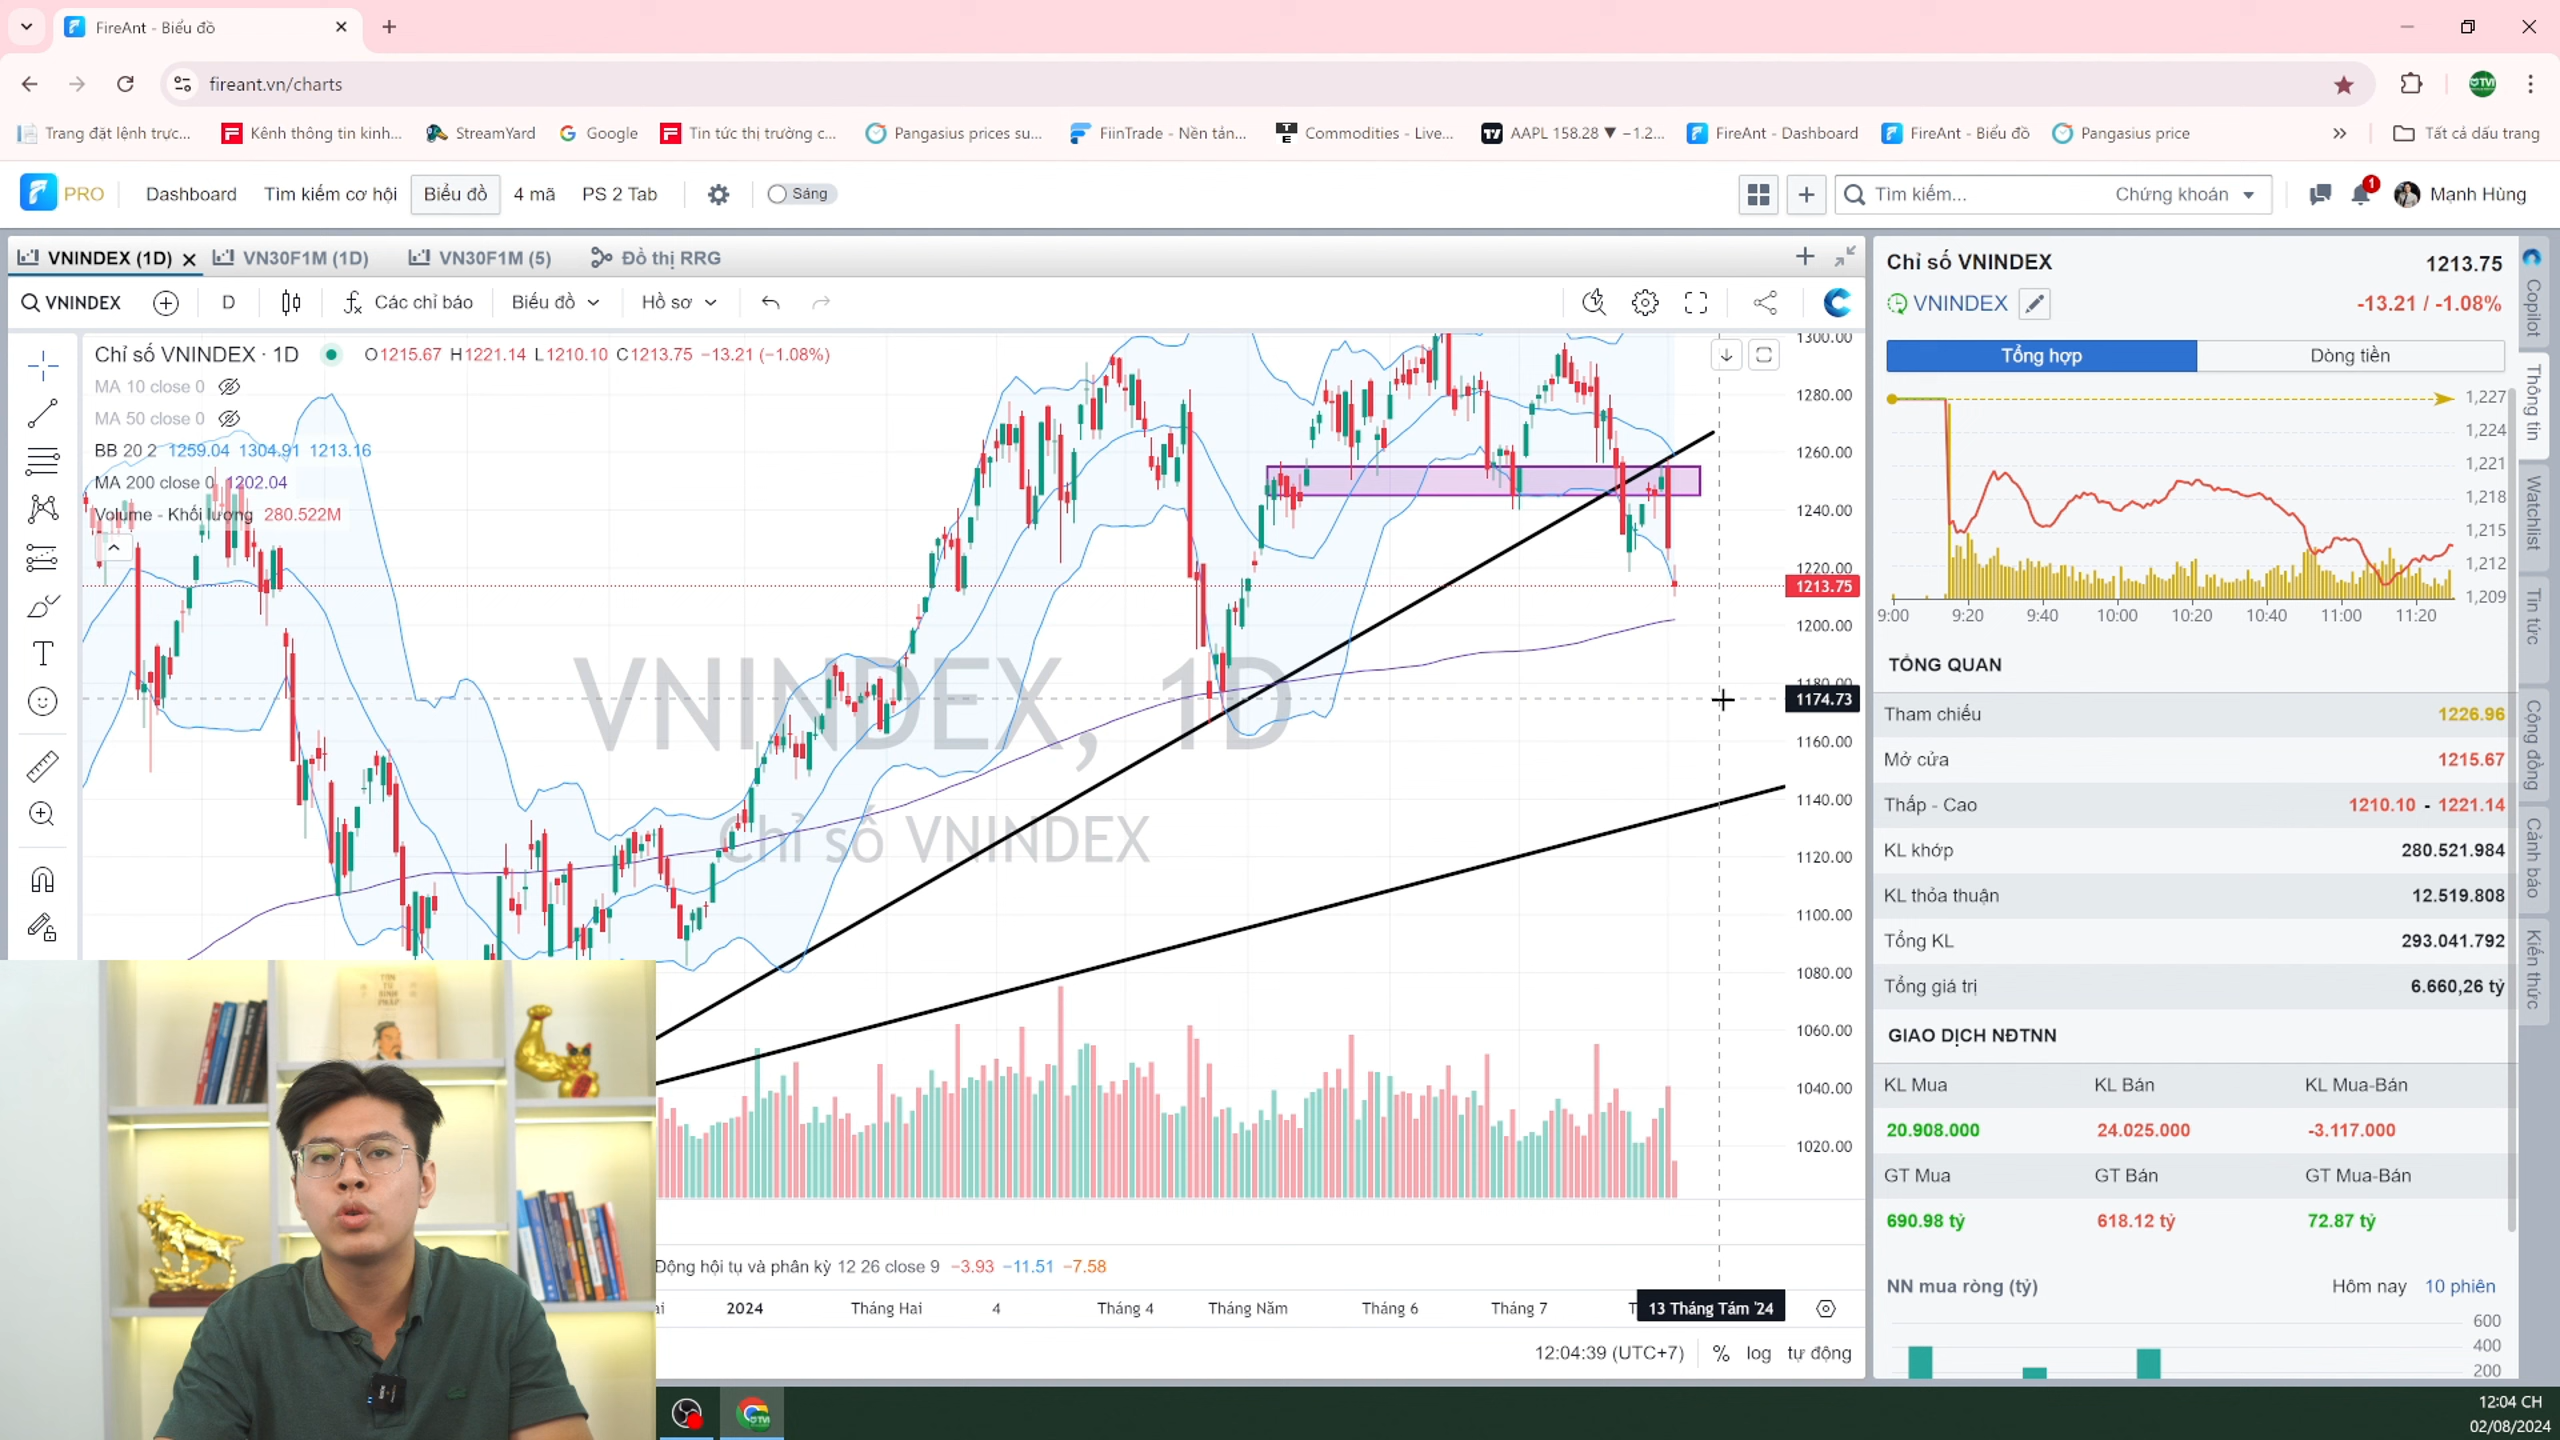 FireAnt - Biểu đồ
fireant.vn/charts
Trang đặt lệnh trực...
Kênh thông tin kinh...
StreamYard
Google
Tin tức thị trường c...
Pangasius prices su...
FiinTrade - Nền tản...
Commodities - Live...
AAPL 158.28 ▼ −1.2...
FireAnt - Dashboard
FireAnt - Biểu đồ
Pangasius price
Tất cả dấu trang
PRO
Dashboard
Tìm kiếm cơ hội
Biểu đồ
4 mã
PS 2 Tab
Sáng
Tìm kiếm...
Chứng khoán
1
Mạnh Hùng
VNINDEX (1D)
VN30F1M (1D)
VN30F1M (5)
Đồ thị RRG
VNINDEX
D
Các chỉ báo
Biểu đồ
Hồ sơ
Chỉ số VNINDEX · 1D
O1215.67 H1221.14 L1210.10 C1213.75 −13.21 (−1.08%)
MA 10 close 0
MA 50 close 0
BB 20 2 1259.04 1304.91 1213.16
MA 200 close 0 1202.04
Volume - Khối lượng 280.522M
VNINDEX, 1D
Chỉ số VNINDEX
1300.00
1280.00
1260.00
1240.00
1220.00
1213.75
1200.00
1180.00
1174.73
1160.00
1140.00
1120.00
1100.00
1080.00
1060.00
1040.00
1020.00
Động hội tụ và phân kỳ 12 26 close 9 −3.93 −11.51 −7.58
2024
Tháng Hai
4
Tháng 4
Tháng Năm
Tháng 6
Tháng 7
13 Tháng Tám '24
12:04:39 (UTC+7)
%
log
tự động
Chỉ số VNINDEX
1213.75
VNINDEX
-13.21 / -1.08%
Tổng hợp
Dòng tiền
1,227
1,224
1,221
1,218
1,215
1,212
1,209
9:00
9:20
9:40
10:00
10:20
10:40
11:00
11:20
TỔNG QUAN
Tham chiếu 1226.96
Mở cửa 1215.67
Thấp - Cao 1210.10 - 1221.14
KL khớp 280.521.984
KL thỏa thuận 12.519.808
Tổng KL 293.041.792
Tổng giá trị 6.660,26 tỷ
GIAO DỊCH NĐTNN
KL Mua KL Bán KL Mua-Bán
20.908.000 24.025.000 -3.117.000
GT Mua GT Bán GT Mua-Bán
690.98 tỷ 618.12 tỷ 72.87 tỷ
NN mua ròng (tỷ)
Hôm nay
10 phiên
600
400
200
Copilot
Thông tin
Watchlist
Tin tức
Cộng đồng
Cảnh báo
Kiến thức
12:04 CH
02/08/2024